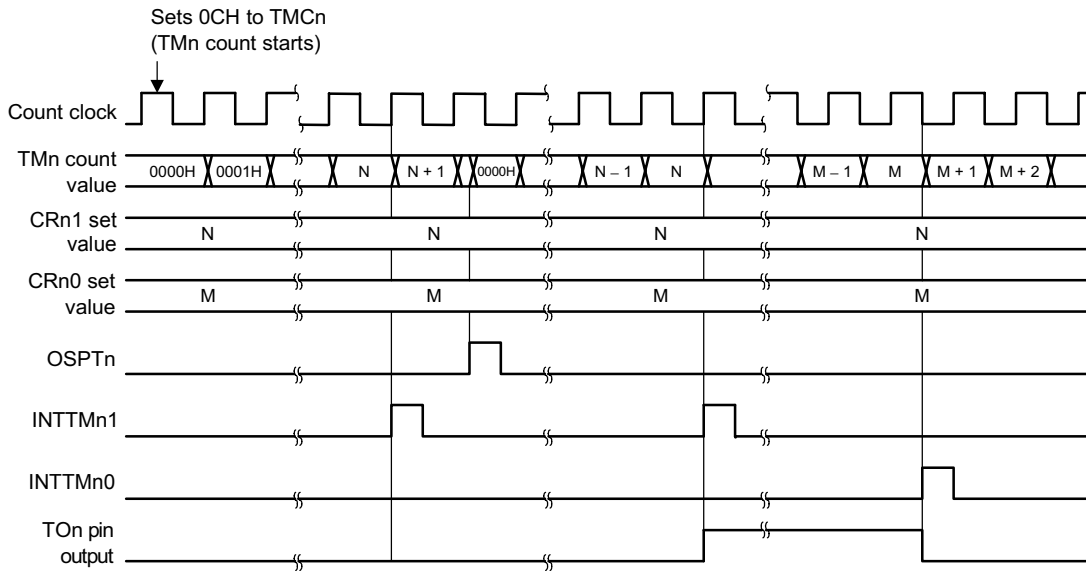 Sets 0CH to TMCn
(TMn count starts)
Count clock
TMn count
value
0000H 0001H N N + 1 0000H N – 1 N M – 1 M M + 1 M + 2
CRn1 set
value
N N N N
CRn0 set
value
M M M M
OSPTn
INTTMn1
INTTMn0
TOn pin
output